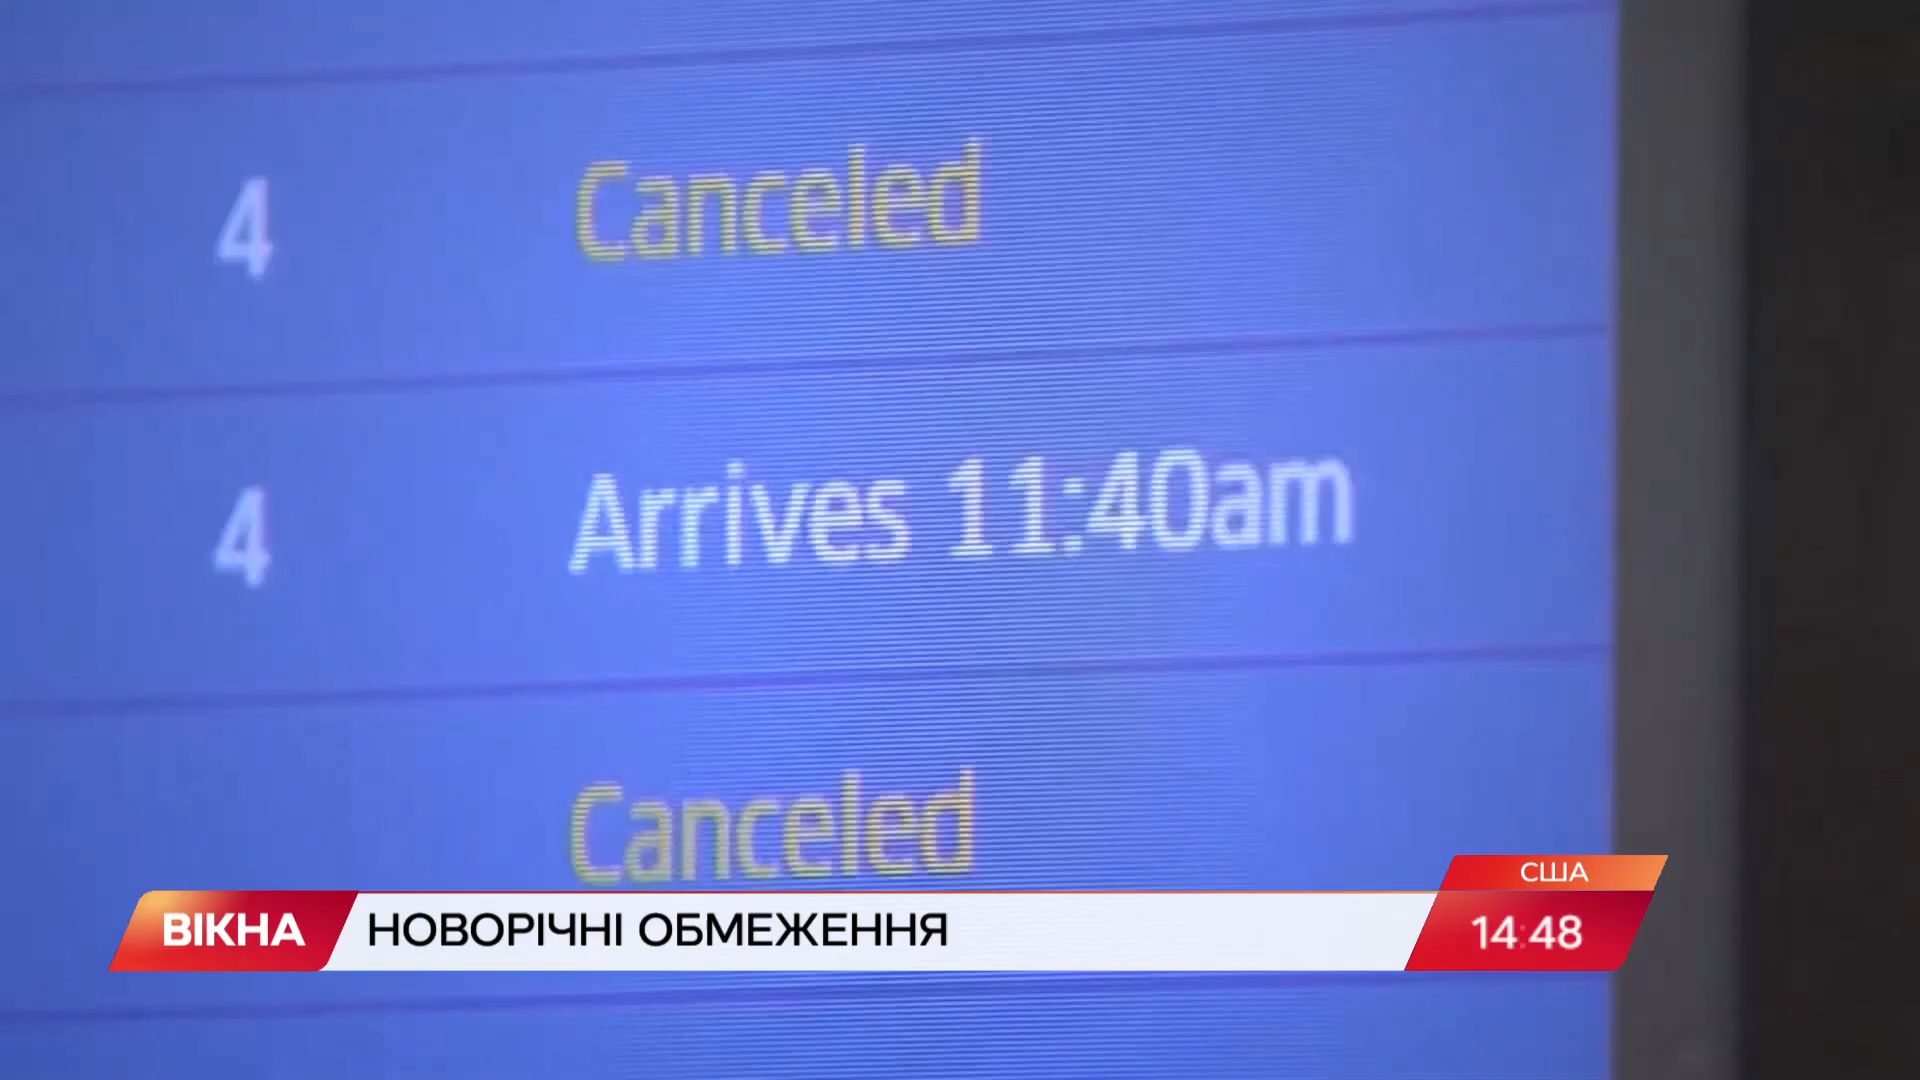 4 Canceled
4 Arrives 11:40am
Canceled
США
ВІКНА НОВОРІЧНІ ОБМЕЖЕННЯ 14:48